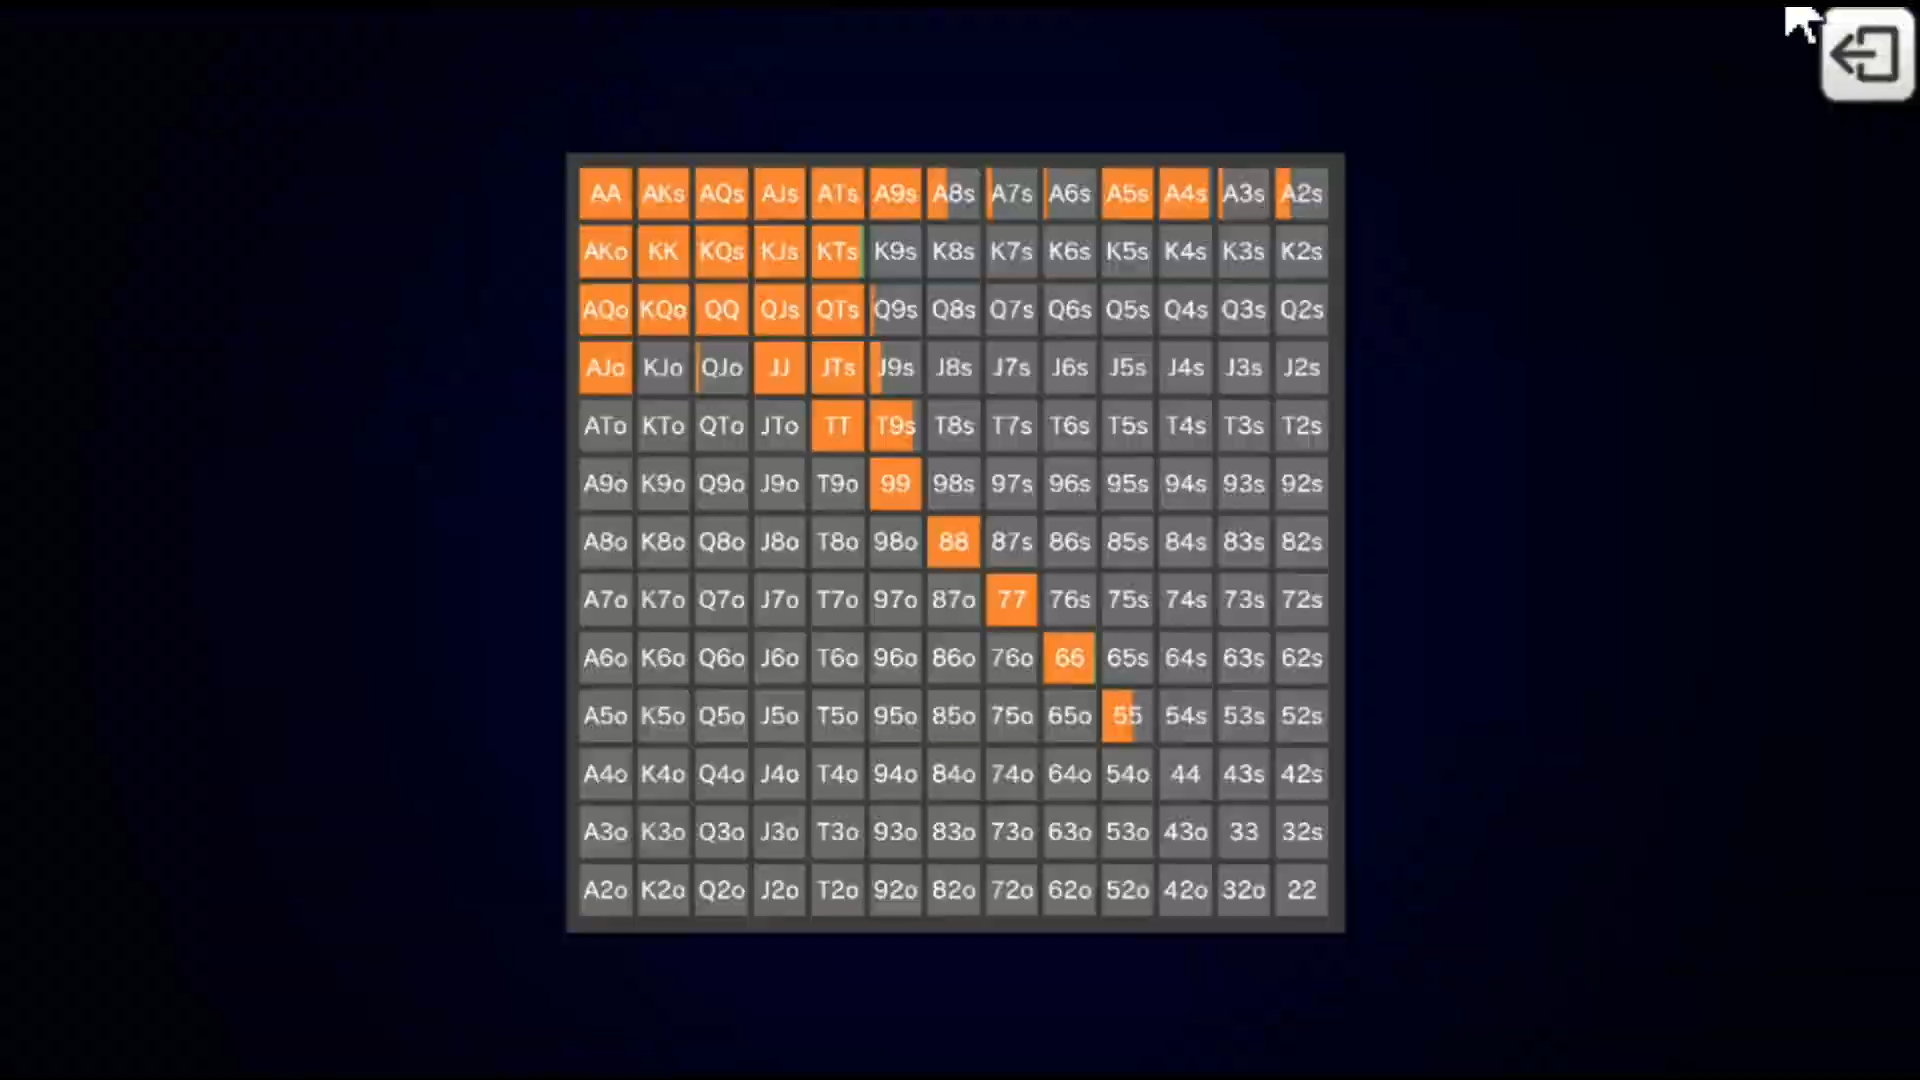 AA AKs AQs AJs ATs A9s A8s A7s A6s A5s A4s A3s A2s
AKo KK KQs KJs KTs K9s K8s K7s K6s K5s K4s K3s K2s
AQo KQo QQ QJs QTs Q9s Q8s Q7s Q6s Q5s Q4s Q3s Q2s
AJo KJo QJo JJ JTs J9s J8s J7s J6s J5s J4s J3s J2s
ATo KTo QTo JTo TT T9s T8s T7s T6s T5s T4s T3s T2s
A9o K9o Q9o J9o T9o 99 98s 97s 96s 95s 94s 93s 92s
A8o K8o Q8o J8o T8o 98o 88 87s 86s 85s 84s 83s 82s
A7o K7o Q7o J7o T7o 97o 87o 77 76s 75s 74s 73s 72s
A6o K6o Q6o J6o T6o 96o 86o 76o 66 65s 64s 63s 62s
A5o K5o Q5o J5o T5o 95o 85o 75o 65o 55 54s 53s 52s
A4o K4o Q4o J4o T4o 94o 84o 74o 64o 54o 44 43s 42s
A3o K3o Q3o J3o T3o 93o 83o 73o 63o 53o 43o 33 32s
A2o K2o Q2o J2o T2o 92o 82o 72o 62o 52o 42o 32o 22